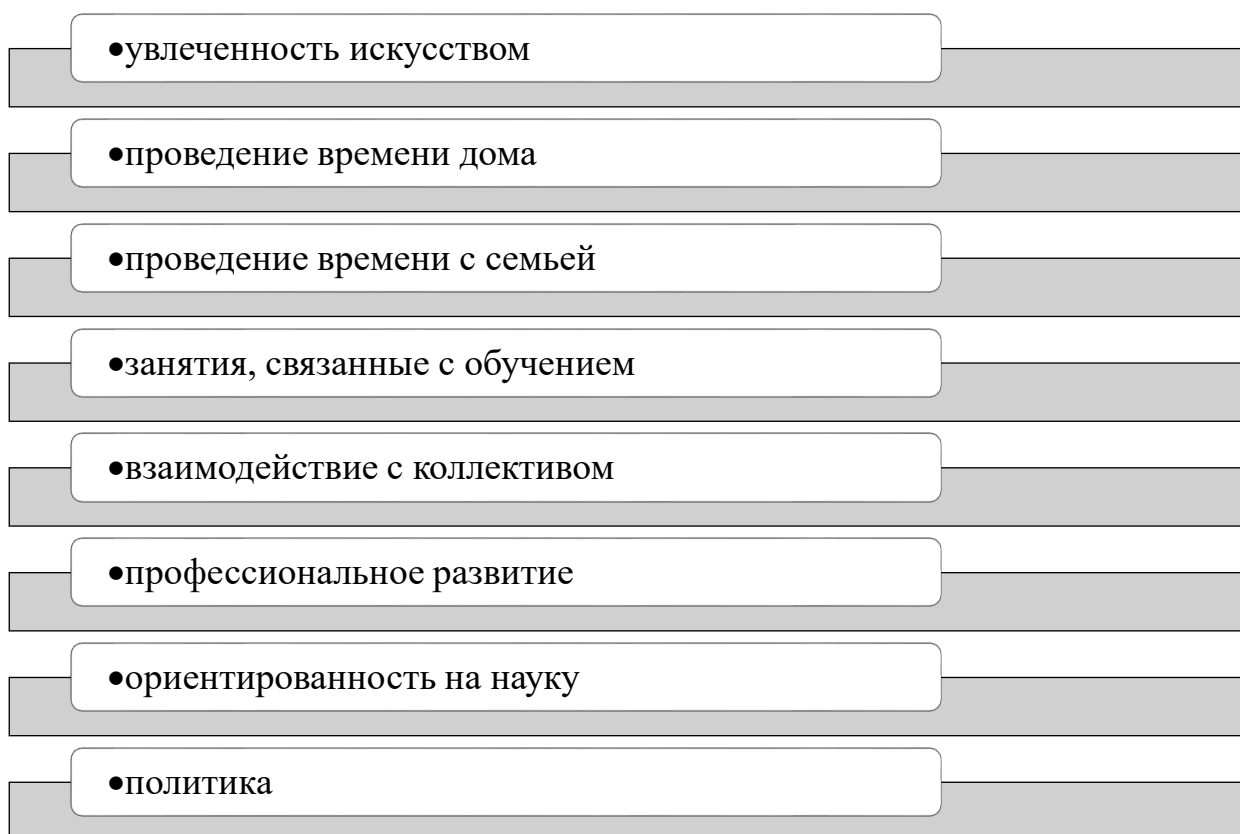 •увлеченность искусством
•проведение времени дома
•проведение времени с семьей
•занятия, связанные с обучением
•взаимодействие с коллективом
•профессиональное развитие
•ориентированность на науку
•политика